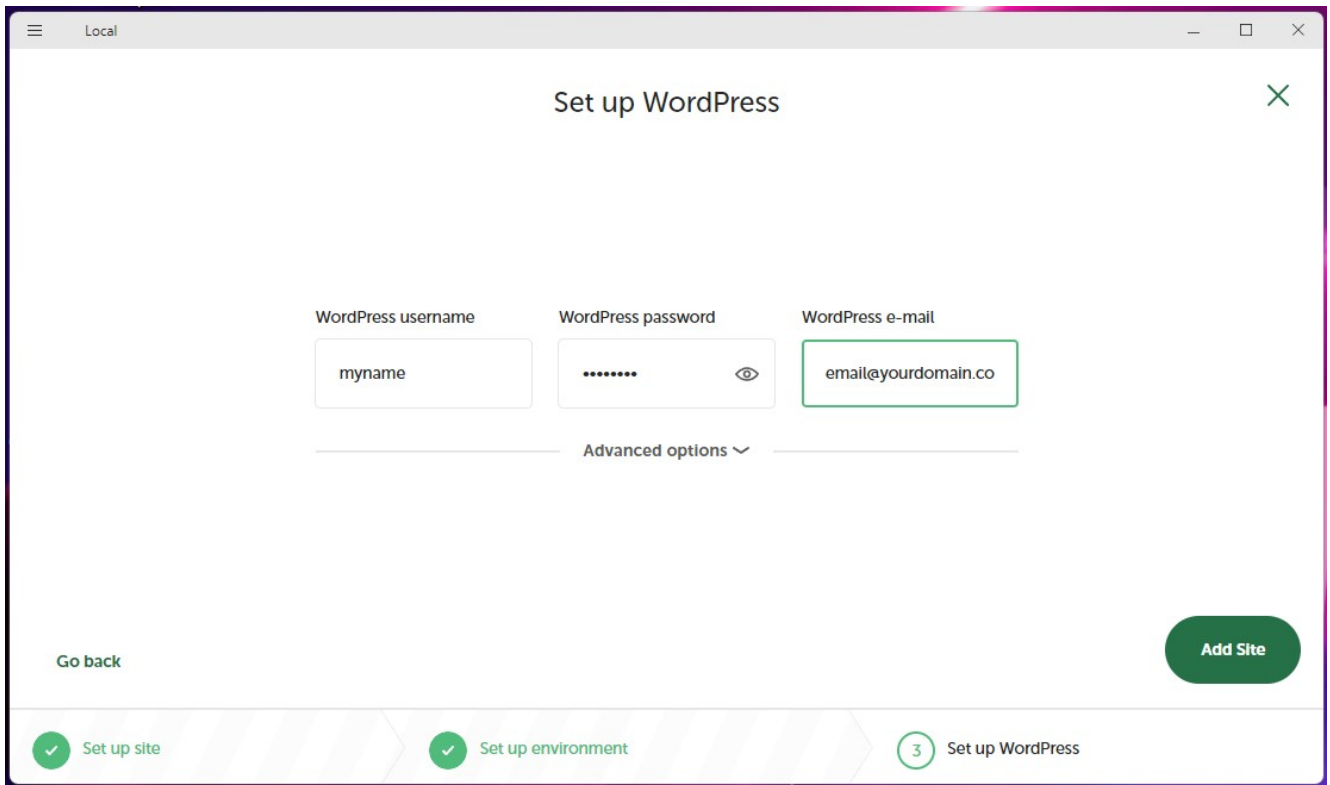 Local
Set up WordPress
WordPress username WordPress password WordPress e-mail
myname •••••••• email@yourdomain.co
Advanced options
Go back
Add Site
Set up site Set up environment 3 Set up WordPress